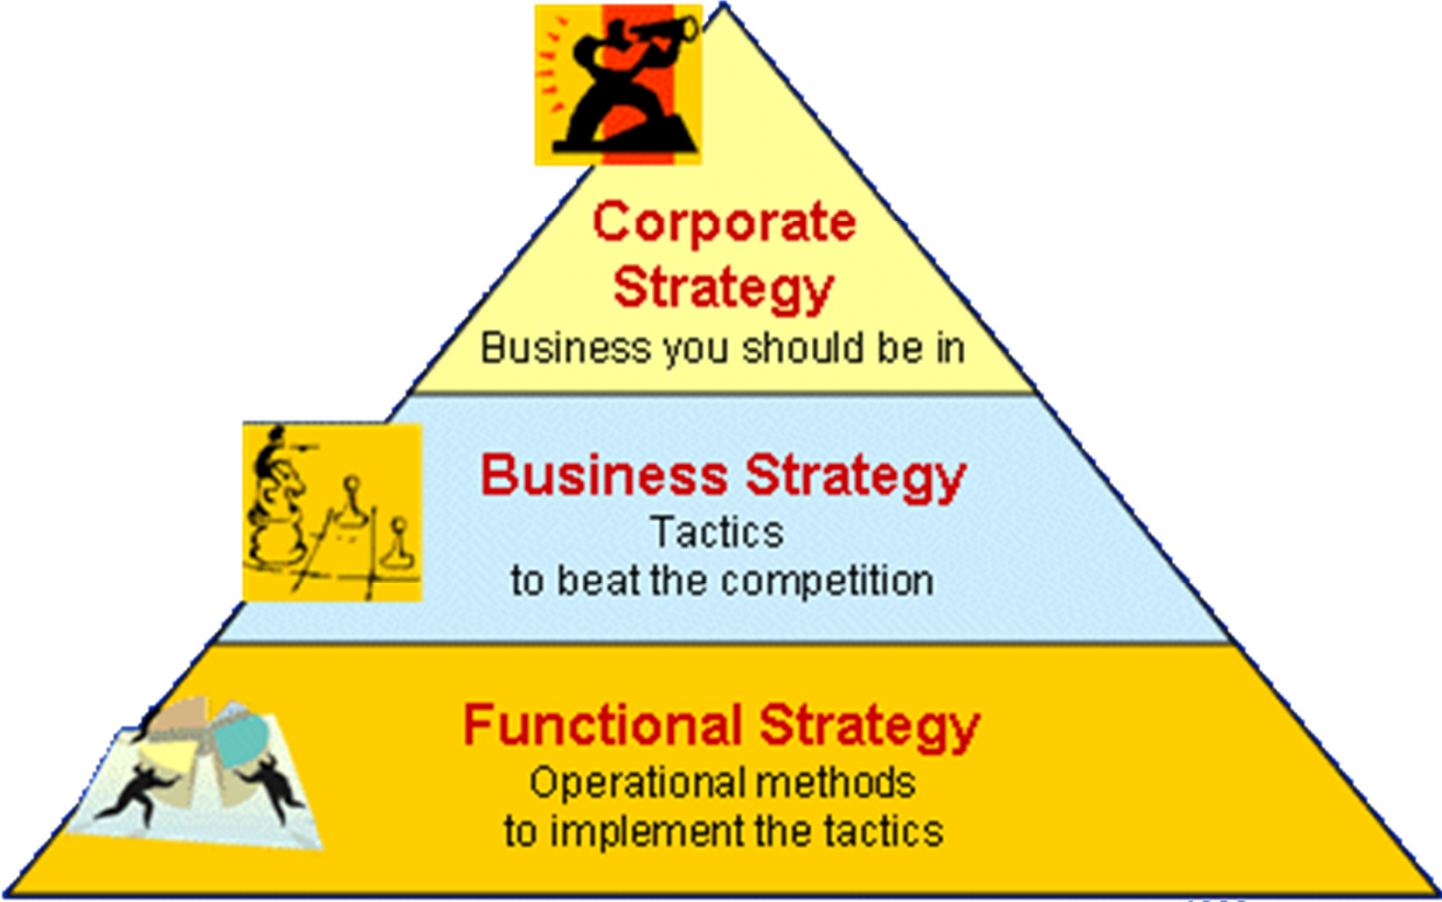 Corporate
Strategy
Business you should be in
Business Strategy
Tactics
to beat the competition
Functional Strategy
Operational methods
to implement the tactics